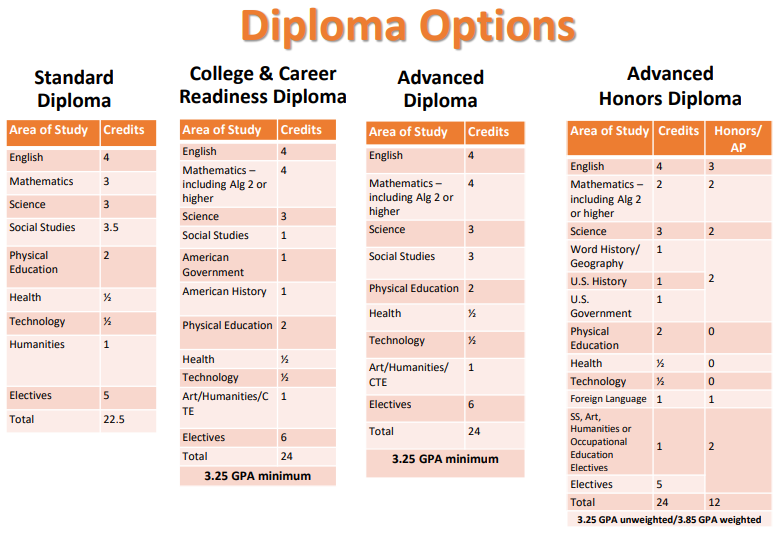 Diploma Options
Standard
Diploma
Area of Study Credits
English 4
Mathematics 3
Science 3
Social Studies 3.5
Physical 2
Education
Health ½
Technology ½
Humanities 1
Electives 5
Total 22.5
College & Career
Readiness Diploma
Area of Study Credits
English 4
Mathematics – 4
including Alg 2 or
higher
Science 3
Social Studies 1
American 1
Government
American History 1
Physical Education 2
Health ½
Technology ½
Art/Humanities/C 1
TE
Electives 6
Total 24
3.25 GPA minimum
Advanced
Diploma
Area of Study Credits
English 4
Mathematics – 4
including Alg 2 or
higher
Science 3
Social Studies 3
Physical Education 2
Health ½
Technology ½
Art/Humanities/ 1
CTE
Electives 6
Total 24
3.25 GPA minimum
Advanced
Honors Diploma
Area of Study Credits Honors/
AP
English 4 3
Mathematics – 2 2
including Alg 2
or higher
Science 3 2
Word History/ 1
Geography
U.S. History 1 2
U.S. 1
Government
Physical 2 0
Education
Health ½ 0
Technology ½ 0
Foreign Language 1 1
SS, Art,
Humanities or
Occupational 1 2
Education
Electives
Electives 5
Total 24 12
3.25 GPA unweighted/3.85 GPA weighted